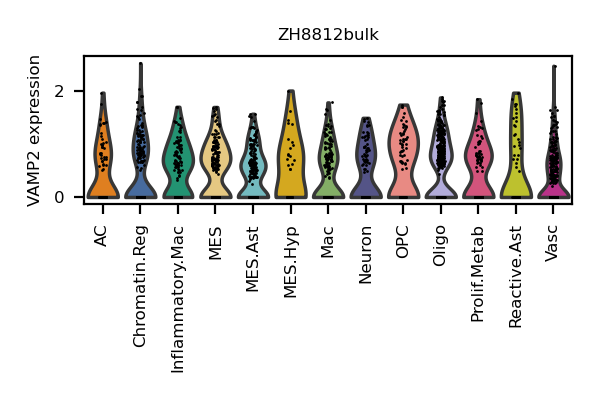 ZH8812bulk
VAMP2 expression
2
0
AC
Chromatin.Reg
Inflammatory.Mac
MES
MES.Ast
MES.Hyp
Mac
Neuron
OPC
Oligo
Prolif.Metab
Reactive.Ast
Vasc